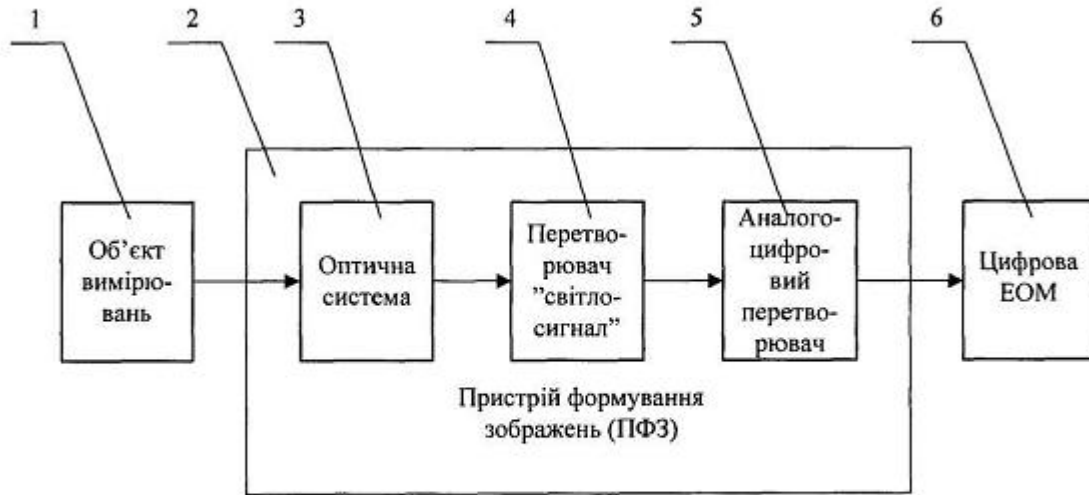 1 2 3 4 5 6
Об’єкт
вимірю-
вань
Оптична
система
Перетво-
рювач
”світло-
сигнал”
Аналого-
цифро-
вий
перетво-
рювач
Цифрова
ЕОМ
Пристрій формування
зображень (ПФЗ)